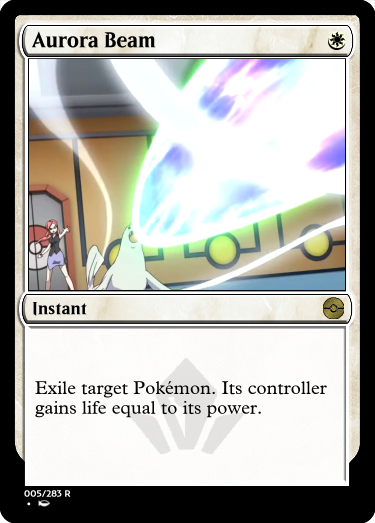 Aurora Beam
Instant
Exile target Pokémon. Its controller
gains life equal to its power.
005/283 R